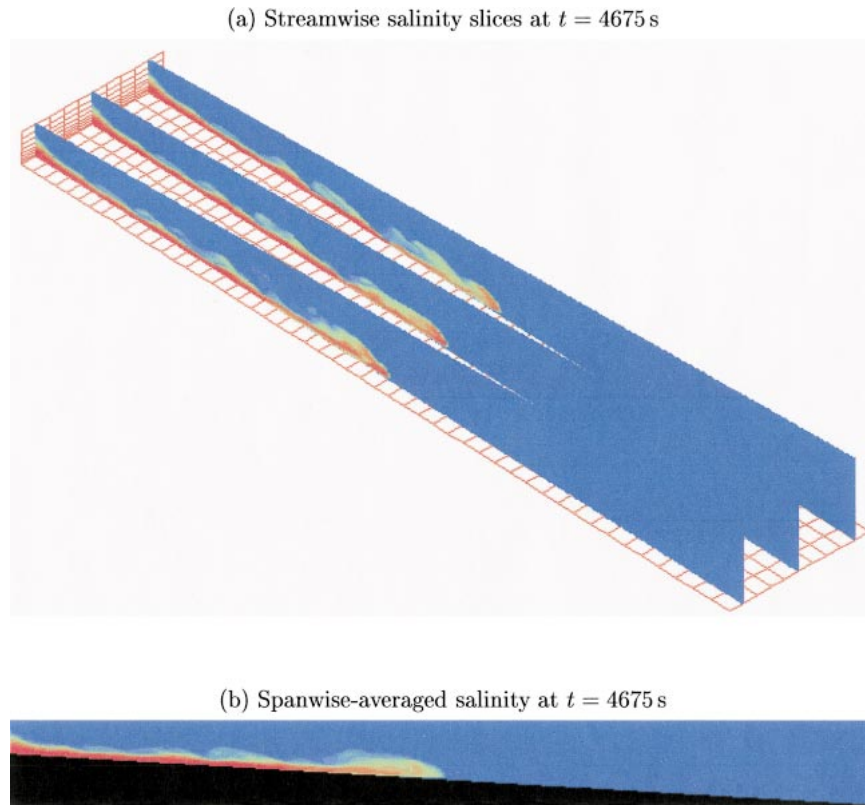 (a) Streamwise salinity slices at t = 4675 s
(b) Spanwise-averaged salinity at t = 4675 s